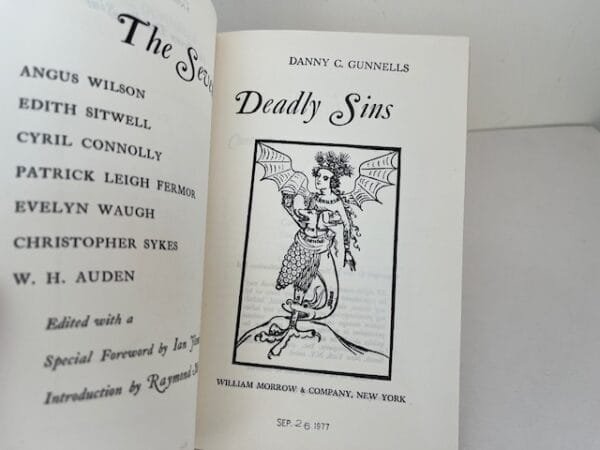 The Seve
ANGUS WILSON
EDITH SITWELL
CYRIL CONNOLLY
PATRICK LEIGH FERMOR
EVELYN WAUGH
CHRISTOPHER SYKES
W. H. AUDEN
Edited with a
Special Foreword by Ian
Introduction by Raymond
DANNY C. GUNNELLS
Deadly Sins
WILLIAM MORROW & COMPANY, NEW YORK
SEP. 26 1977